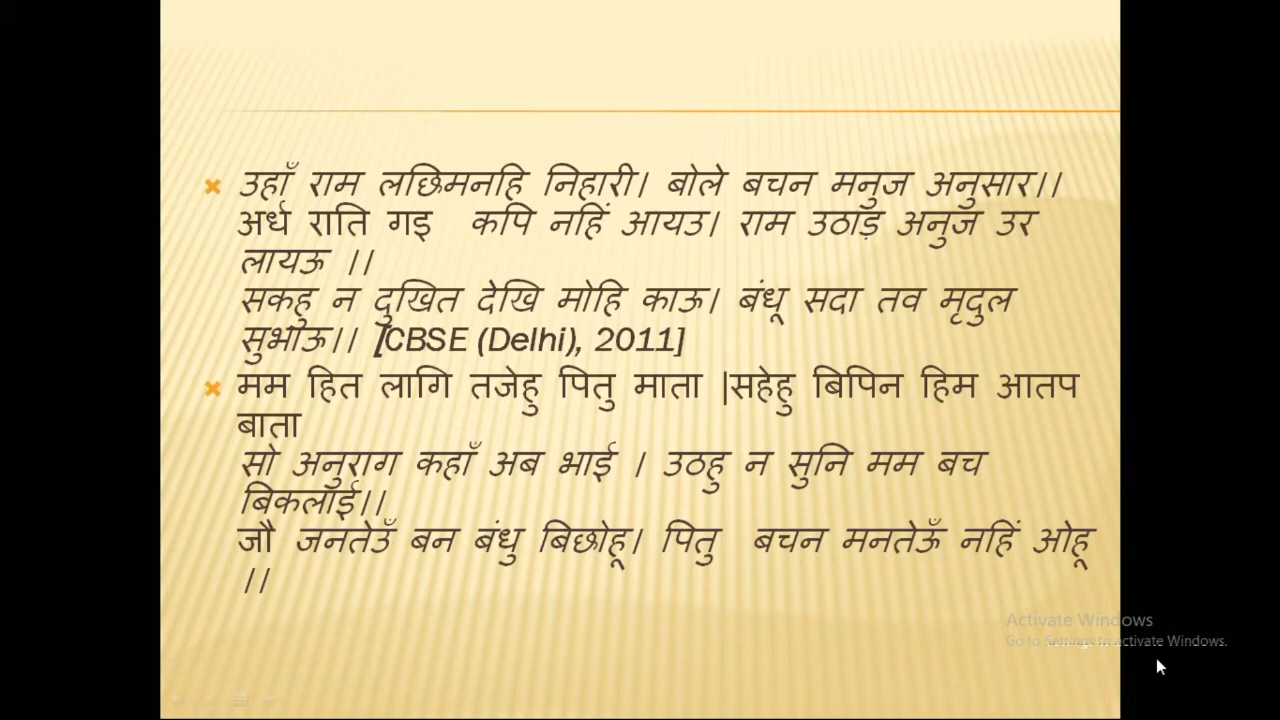 उहाँ राम लछिमनहि निहारी। बोले बचन मनुज अनुसार।।
अर्ध राति गइ कपि नहिं आयउ। राम उठाइ अनुज उर
लायऊ ।।
सकहु न दुखित देखि मोहि काऊ। बंधू सदा तव मृदुल
सुभाऊ।। [CBSE (Delhi), 2011]
मम हित लागि तजेहु पितु माता |सहेहु बिपिन हिम आतप
बाता
सो अनुराग कहाँ अब भाई । उठहु न सुनि मम बच
बिकलाई।।
जौ जनतेउँ बन बंधु बिछोहू। पितु बचन मनतेऊँ नहिं ओहू
।।
Activate Windows
Go to Settings to activate Windows.